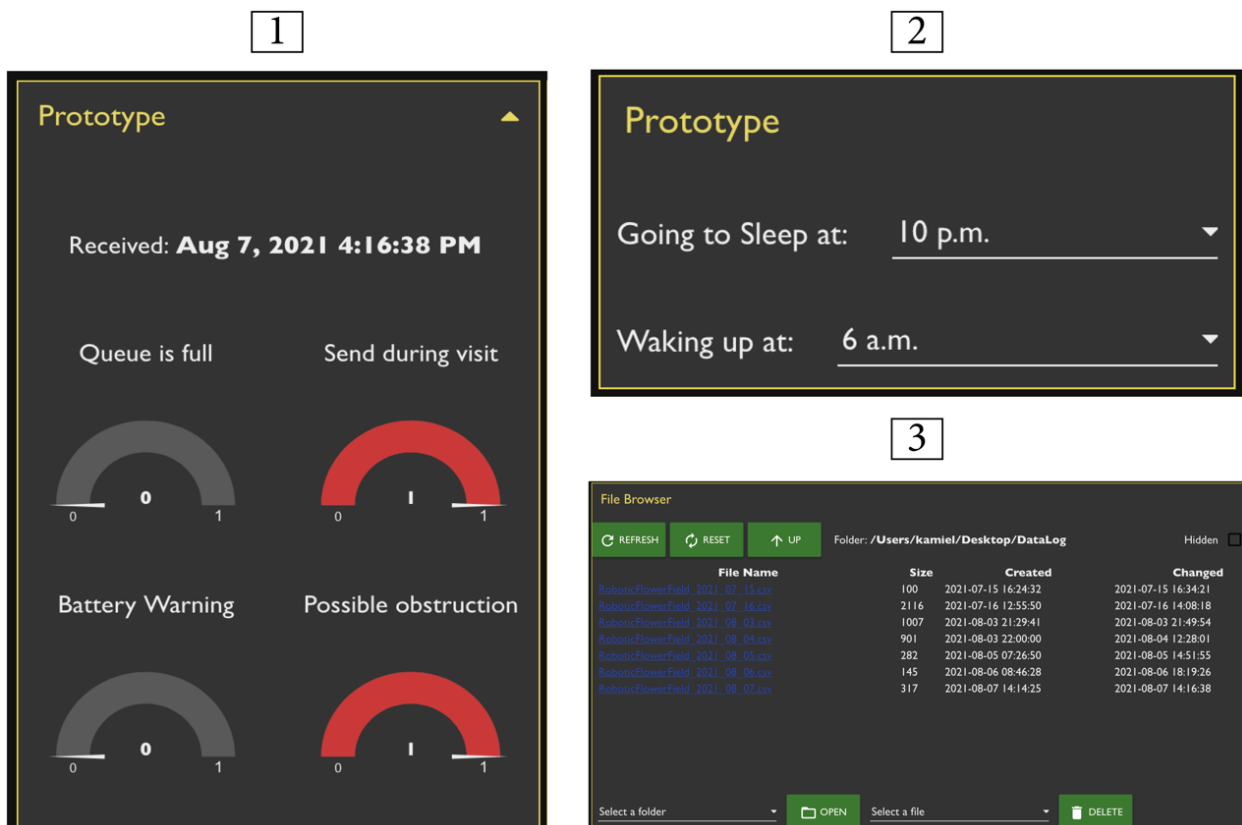 1
Prototype
Received: Aug 7, 2021 4:16:38 PM
Queue is full
Send during visit
0
0 1
1
0 1
Battery Warning
Possible obstruction
0
0 1
1
0 1
2
Prototype
Going to Sleep at: 10 p.m.
Waking up at: 6 a.m.
3
File Browser
REFRESH RESET UP Folder: /Users/kamiel/Desktop/DataLog Hidden
File Name Size Created Changed
RoboticFlowerField_2021_07_15.csv 100 2021-07-15 16:24:32 2021-07-15 16:34:21
RoboticFlowerField_2021_07_16.csv 2116 2021-07-16 12:55:50 2021-07-16 14:08:18
RoboticFlowerField_2021_08_03.csv 1007 2021-08-03 21:29:41 2021-08-03 21:49:54
RoboticFlowerField_2021_08_04.csv 901 2021-08-03 22:00:00 2021-08-04 12:28:01
RoboticFlowerField_2021_08_05.csv 282 2021-08-05 07:26:50 2021-08-05 14:51:55
RoboticFlowerField_2021_08_06.csv 145 2021-08-06 08:46:28 2021-08-06 18:19:26
RoboticFlowerField_2021_08_07.csv 317 2021-08-07 14:14:25 2021-08-07 14:16:38
Select a folder OPEN Select a file DELETE